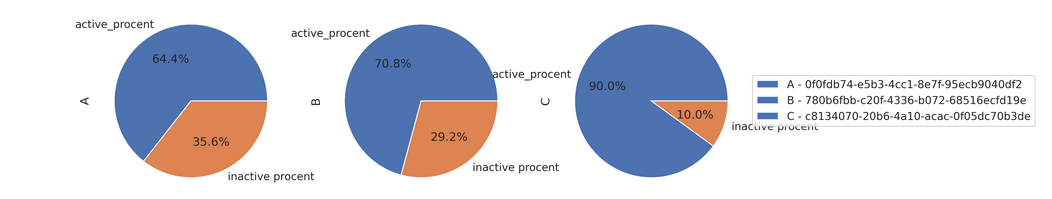 active_procent
64.4%
35.6%
inactive procent
A
active_procent
70.8%
29.2%
inactive procent
B
active_procent
90.0%
10.0%
inactive procent
C
A - 0f0fdb74-e5b3-4cc1-8e7f-95ecb9040df2
B - 780b6fbb-c20f-4336-b072-68516ecfd19e
C - c8134070-20b6-4a10-acac-0f05dc70b3de